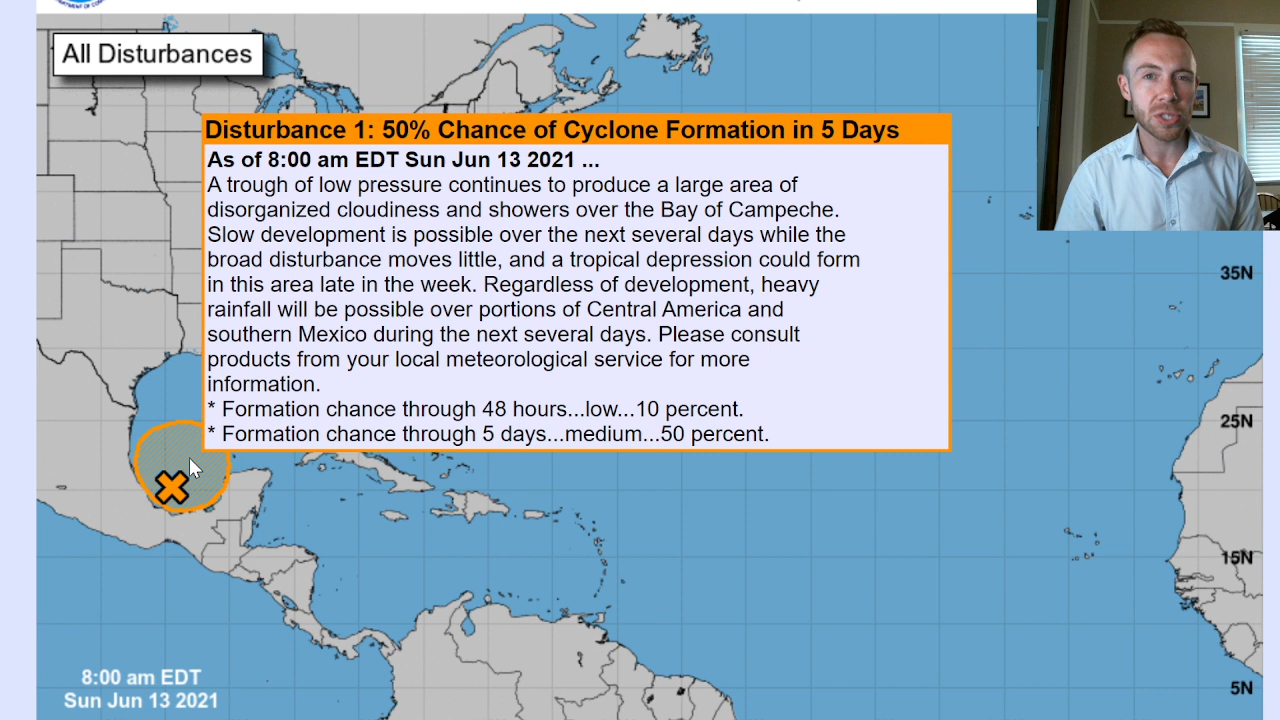 All Disturbances
Disturbance 1: 50% Chance of Cyclone Formation in 5 Days
As of 8:00 am EDT Sun Jun 13 2021 ...
A trough of low pressure continues to produce a large area of
disorganized cloudiness and showers over the Bay of Campeche.
Slow development is possible over the next several days while the
broad disturbance moves little, and a tropical depression could form
in this area late in the week. Regardless of development, heavy
rainfall will be possible over portions of Central America and
southern Mexico during the next several days. Please consult
products from your local meteorological service for more
information.
* Formation chance through 48 hours...low...10 percent.
* Formation chance through 5 days...medium...50 percent.
35N
25N
15N
5N
8:00 am EDT
Sun Jun 13 2021